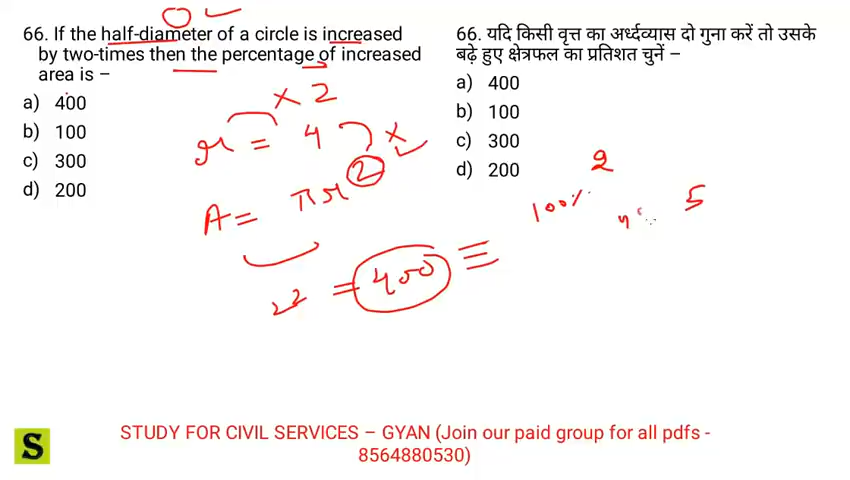 66. If the half-diameter of a circle is increased
by two-times then the percentage of increased
area is –
a) 400
b) 100
c) 300
d) 200
66. यदि किसी वृत्त का अर्ध्दव्यास दो गुना करें तो उसके
बढ़े हुए क्षेत्रफल का प्रतिशत चुनें –
a) 400
b) 100
c) 300
d) 200
× 2
r = 4 ×
A = πr²
2² = 400 ≡
100%
2
5
S
STUDY FOR CIVIL SERVICES – GYAN (Join our paid group for all pdfs -
8564880530)